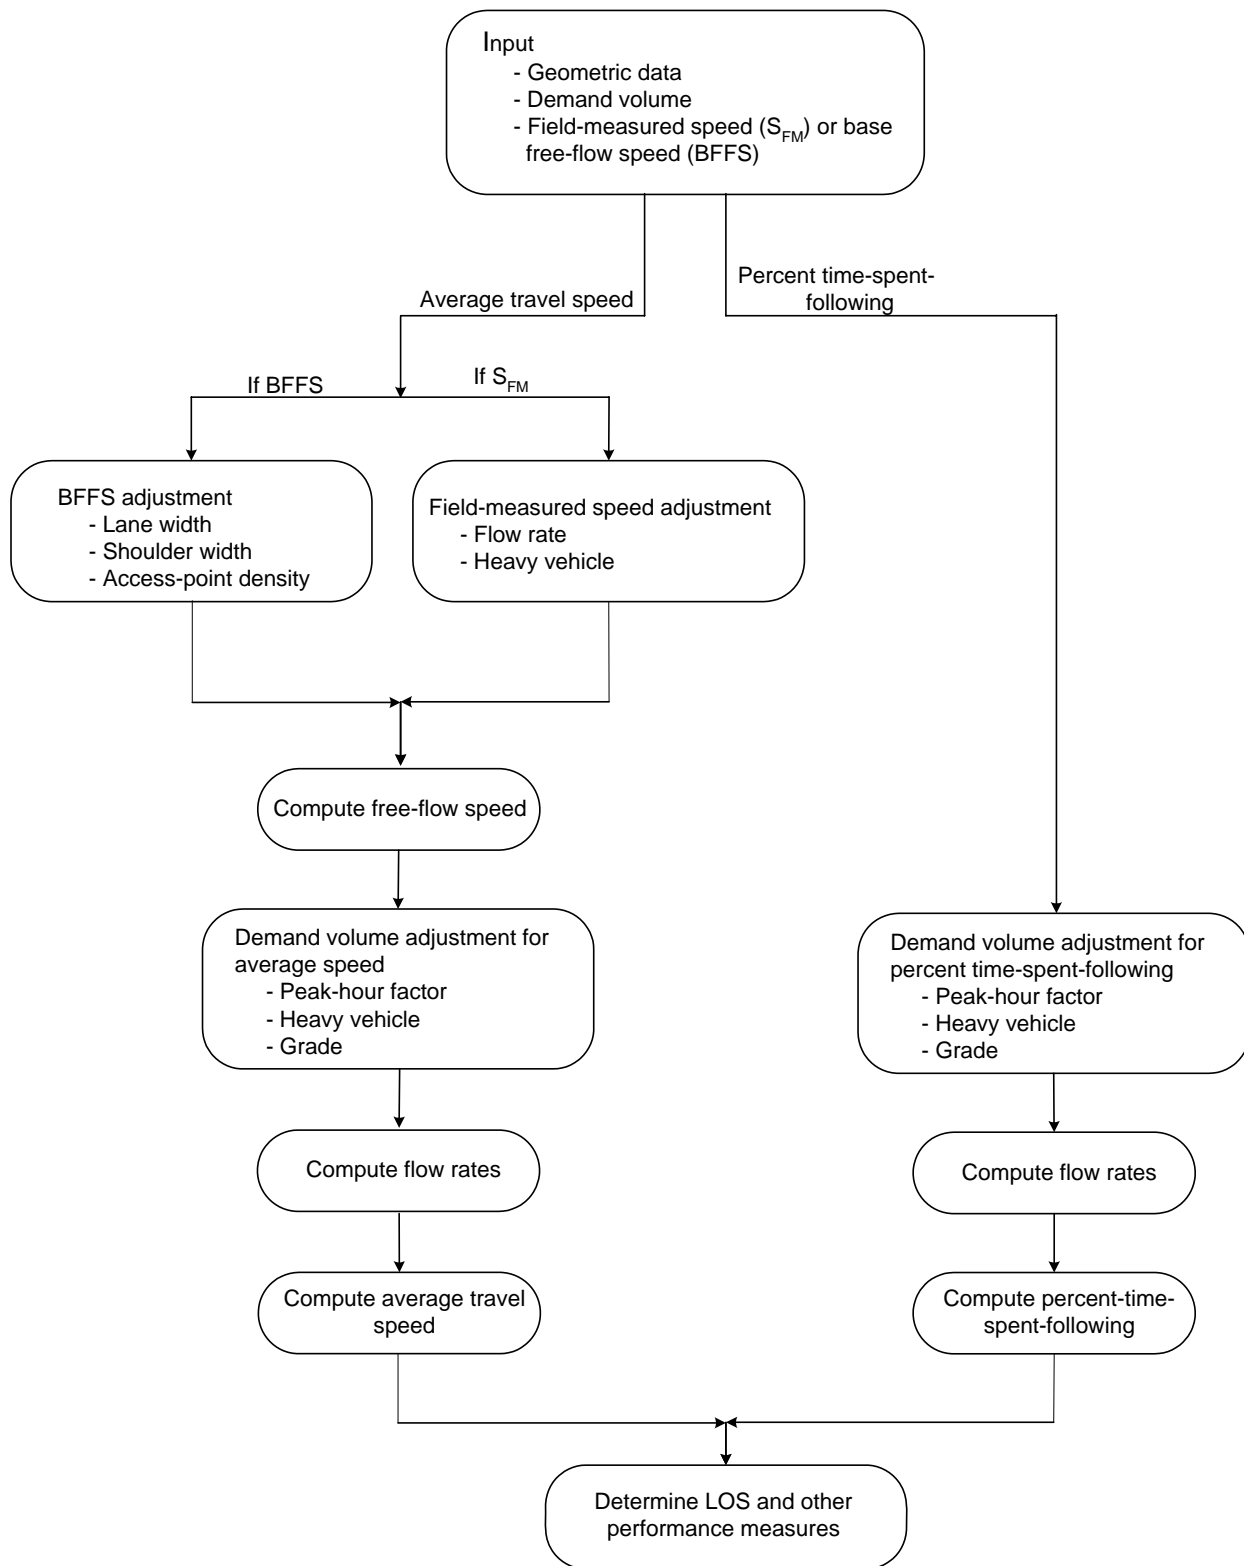 Input
- Geometric data
- Demand volume
- Field-measured speed (S_FM) or base
free-flow speed (BFFS)
Percent time-spent-
following
Average travel speed
If BFFS
If S_FM
BFFS adjustment
- Lane width
- Shoulder width
- Access-point density
Field-measured speed adjustment
- Flow rate
- Heavy vehicle
Compute free-flow speed
Demand volume adjustment for
average speed
- Peak-hour factor
- Heavy vehicle
- Grade
Demand volume adjustment for
percent time-spent-following
- Peak-hour factor
- Heavy vehicle
- Grade
Compute flow rates
Compute flow rates
Compute average travel
speed
Compute percent-time-
spent-following
Determine LOS and other
performance measures